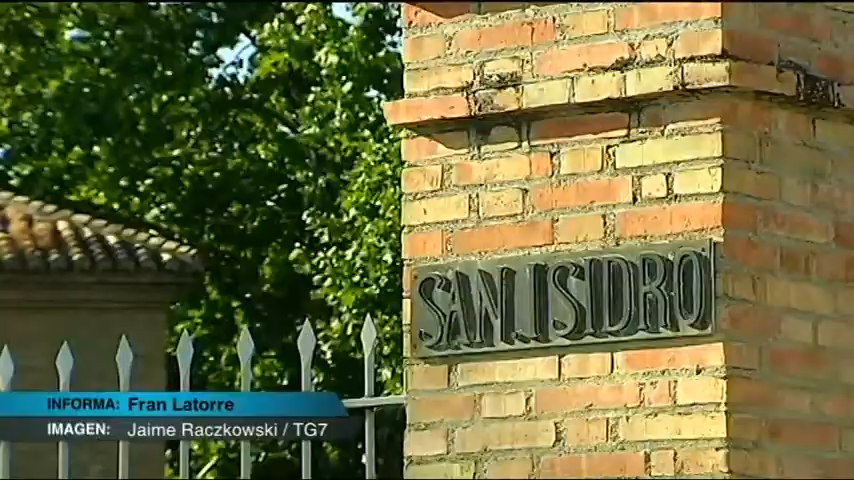 SAN ISIDRO
INFORMA: Fran Latorre
IMAGEN: Jaime Raczkowski / TG7